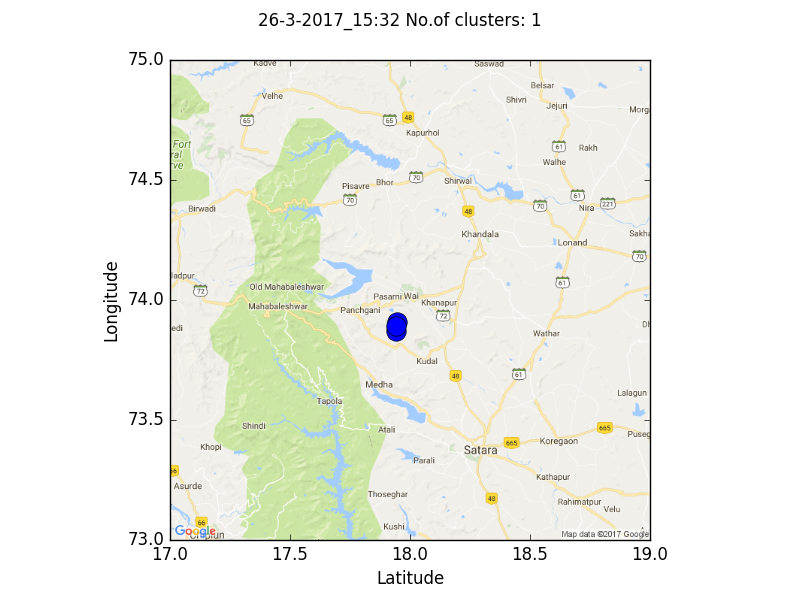 26-3-2017_15:32 No.of clusters: 1
75.0
Kadve
Saswad
Velhe
Belsar
Shivri
Jejuri
Morg
65
65
48
Kapurhol
61
Rakh
Fort
ral
rve
Walhe
74.5
70
Pisavre
Bhor
Shirwal
70
61
221
Birwadi
48
70
Nira
Khandala
Sakha
Lonand
70
ladpur
61
72
Old Mahabaleshwar
74.0
Mahabaleshwar
Pasarni Wai
Khanapur
Panchgani
72
edi
Wathar
Dh
Kudal
48
61
Medha
Tapola
Lalagun
73.5
Shindi
Atali
665
Puseg
665
Koregaon
Khopi
Satara
Parali
66
Kathapur
Asurde
Thoseghar
48
Rahimatpur
Velu
66
Kushi
Google
Map data ©2017 Google
73.0
17.0 17.5 18.0 18.5 19.0
Latitude
Longitude